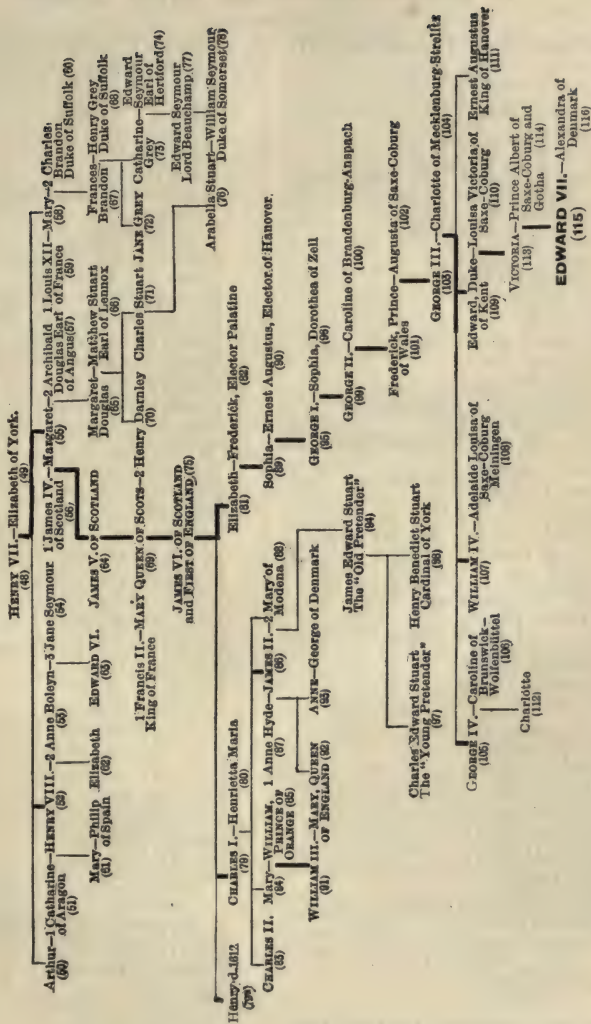 HENRY VII.—Elizabeth of York.
(48) (49)
Arthur—1 Catharine—HENRY VIII.—2 Anne Boleyn—3 Jane Seymour 1 James IV.—Margaret—2 Archibald 1 Louis XII—Mary—2 Charles
of Aragon of Scotland Douglas Earl of France Brandon
(50) (51) (52) (53) (54) (56) (55) of Angus (57) (59) (58) Duke of Suffolk (60)
Mary—Philip Elizabeth EDWARD VI. JAMES V. OF SCOTLAND Margaret—Matthew Stuart Frances—Henry Grey
(61) of Spain (62) (63) (64) Douglas Earl of Lennox Brandon Duke of Suffolk
(65) (66) (67) (68)
1 Francis II.—MARY QUEEN OF SCOTS—2 Henry Darnley Charles Stuart JANE GREY Catharine—Edward
King of France (69) (70) (71) (72) Grey Seymour
(73) Earl of
Hertford (74)
JAMES VI. OF SCOTLAND
AND FIRST OF ENGLAND (75)
Edward Seymour
Lord Beauchamp (77)
Arabella Stuart—William Seymour
(76) Duke of Somerset (78)
Henry d. 1612 CHARLES I.—Henrietta Maria Elizabeth—Frederick, Elector Palatine
(79) (80) (81) (82)
CHARLES II. Mary—WILLIAM, 1 Anne Hyde—JAMES II.—2 Mary of Sophia—Ernest Augustus, Elector of Hanover.
(83) (84) PRINCE OF (87) (86) Modena (88) (89) (90)
ORANGE (85)
WILLIAM III.—MARY, QUEEN ANNE—George of Denmark GEORGE I.—Sophia, Dorothea of Zell
(91) OF ENGLAND (92) (93) (95) (96)
James Edward Stuart
The "Old Pretender"
(94)
GEORGE II.—Caroline of Brandenburg-Anspach
(99) (100)
Charles Edward Stuart Henry Benedict Stuart
The "Young Pretender" Cardinal of York
(97) (98)
Frederick, Prince—Augusta of Saxe-Coburg
of Wales (102)
(101)
GEORGE III.—Charlotte of Mecklenburg-Strelitz
(103) (104)
GEORGE IV.—Caroline of WILLIAM IV.—Adelaide Louisa of Edward, Duke—Louisa Victoria of Ernest Augustus
(105) Brunswick— (107) Saxe-Coburg of Kent Saxe-Coburg King of Hanover
Wolfenbüttel Meiningen (109) (110) (111)
(106) (108)
Charlotte
(112)
VICTORIA—Prince Albert of
(113) Saxe-Coburg and
Gotha (114)
EDWARD VII.—Alexandra of
(115) Denmark
(116)